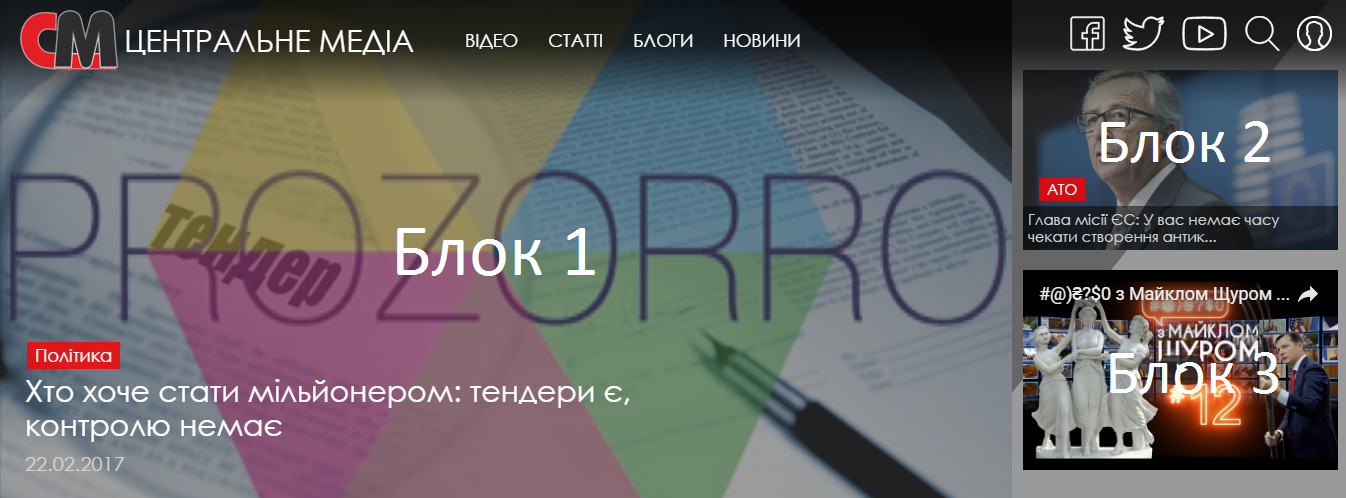 СМ ЦЕНТРАЛЬНЕ МЕДІА
ВІДЕО СТАТТІ БЛОГИ НОВИНИ
PROZORRO
тендер
Блок 1
Політика
Хто хоче стати мільйонером: тендери є,
контролю немає
22.02.2017
Блок 2
АТО
Глава місії ЄС: У вас немає часу
чекати створення антик...
#@)₴?$0 з Майклом Щуром ...
#@)₴?$0
з МАЙКЛОМ
ЩУРОМ
Блок 3
#12